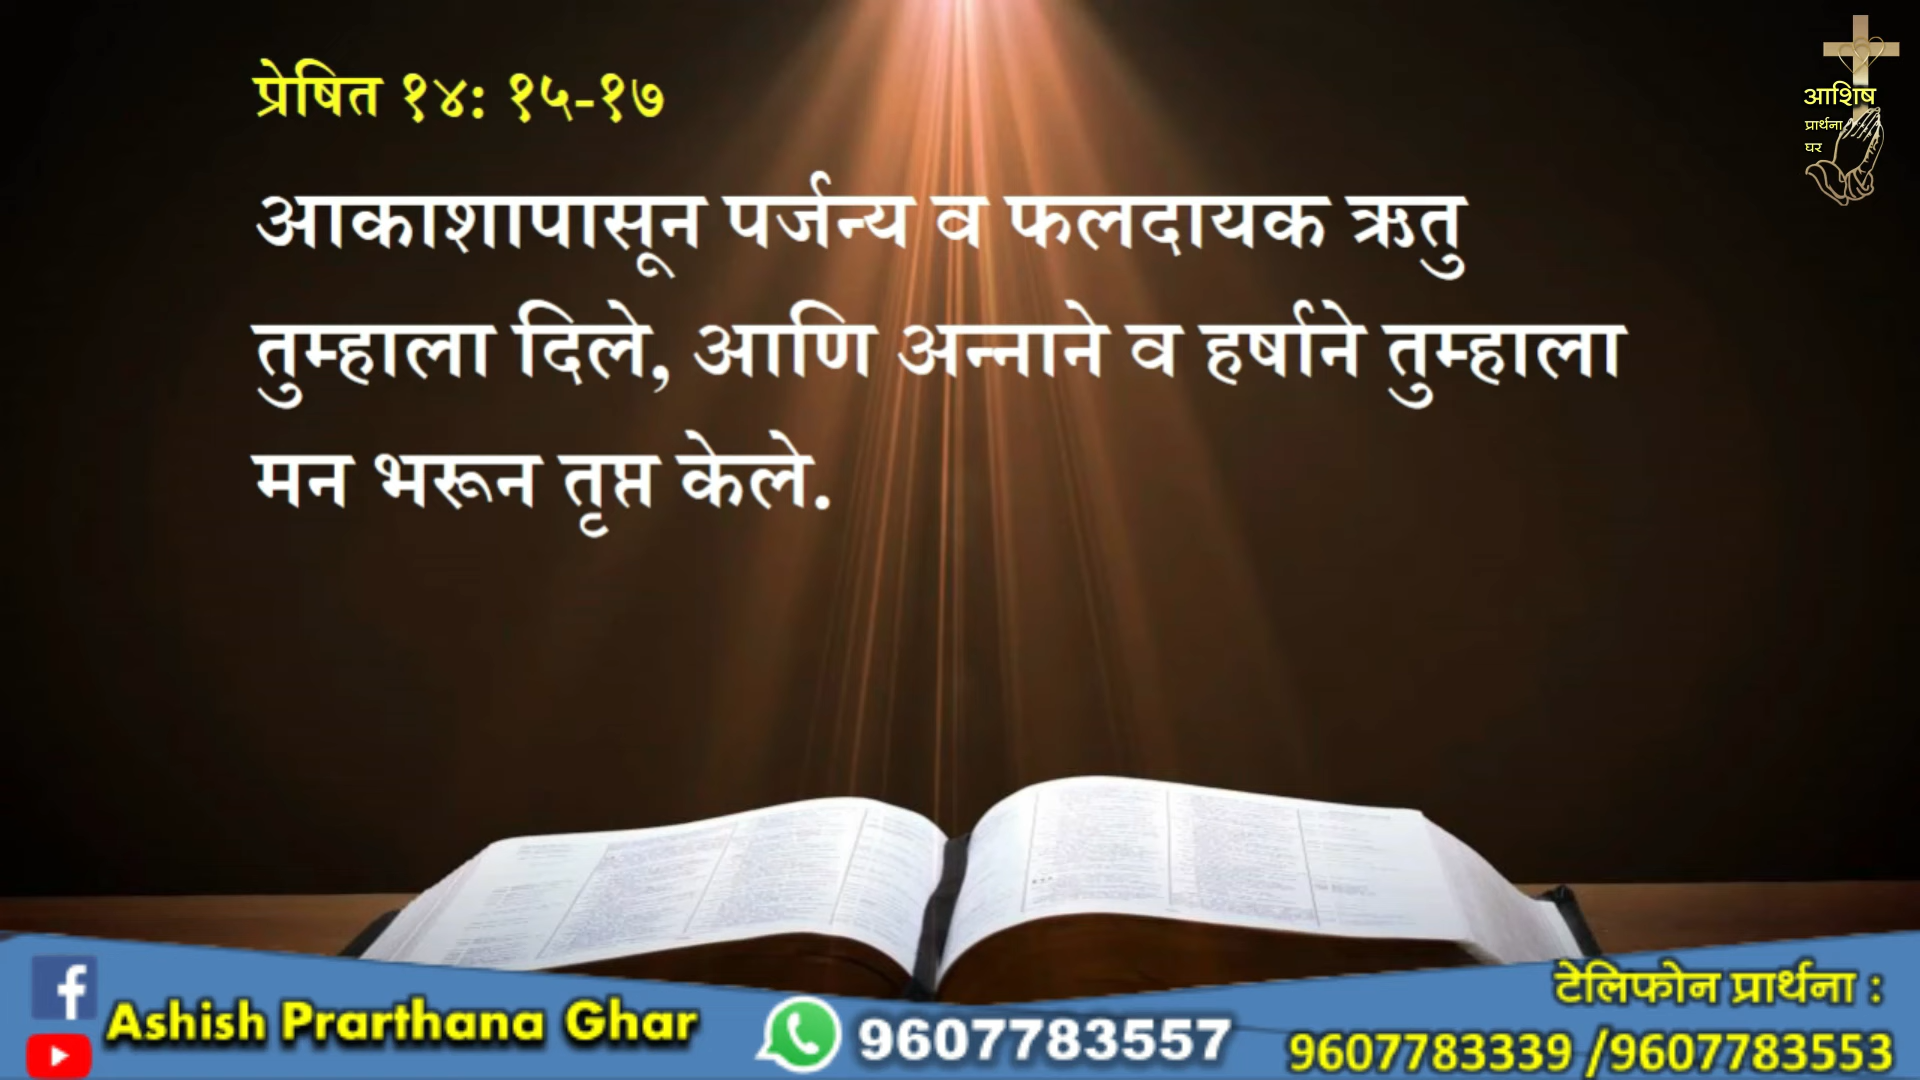 प्रेषित १४: १५-१७
आकाशापासून पर्जन्य व फलदायक ऋतु
तुम्हाला दिले, आणि अन्नाने व हर्षाने तुम्हाला
मन भरून तृप्त केले.
आशिष
प्रार्थना
घर
Ashish Prarthana Ghar
9607783557
टेलिफोन प्रार्थना :
9607783339 /9607783553